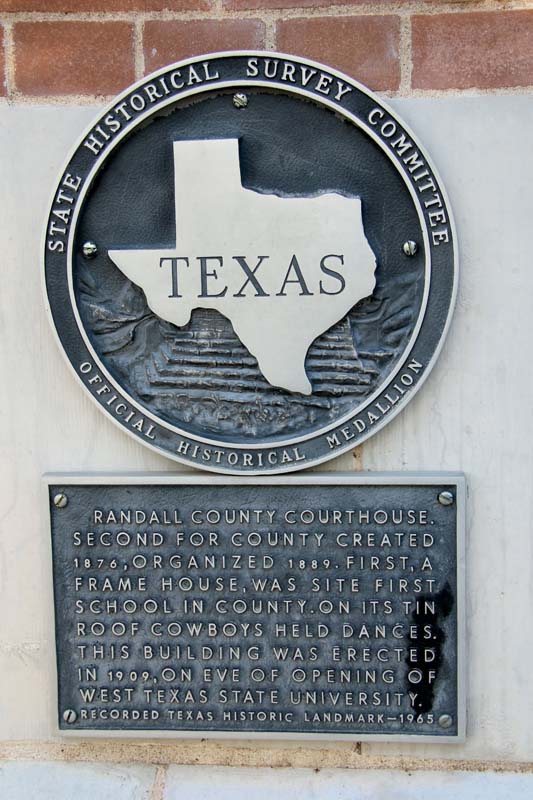 STATE HISTORICAL SURVEY COMMITTEE
TEXAS
OFFICIAL HISTORICAL MEDALLION
RANDALL COUNTY COURTHOUSE.
SECOND FOR COUNTY CREATED
1876, ORGANIZED 1889. FIRST, A
FRAME HOUSE, WAS SITE FIRST
SCHOOL IN COUNTY. ON ITS TIN
ROOF COWBOYS HELD DANCES.
THIS BUILDING WAS ERECTED
IN 1909, ON EVE OF OPENING OF
WEST TEXAS STATE UNIVERSITY.
RECORDED TEXAS HISTORIC LANDMARK—1965